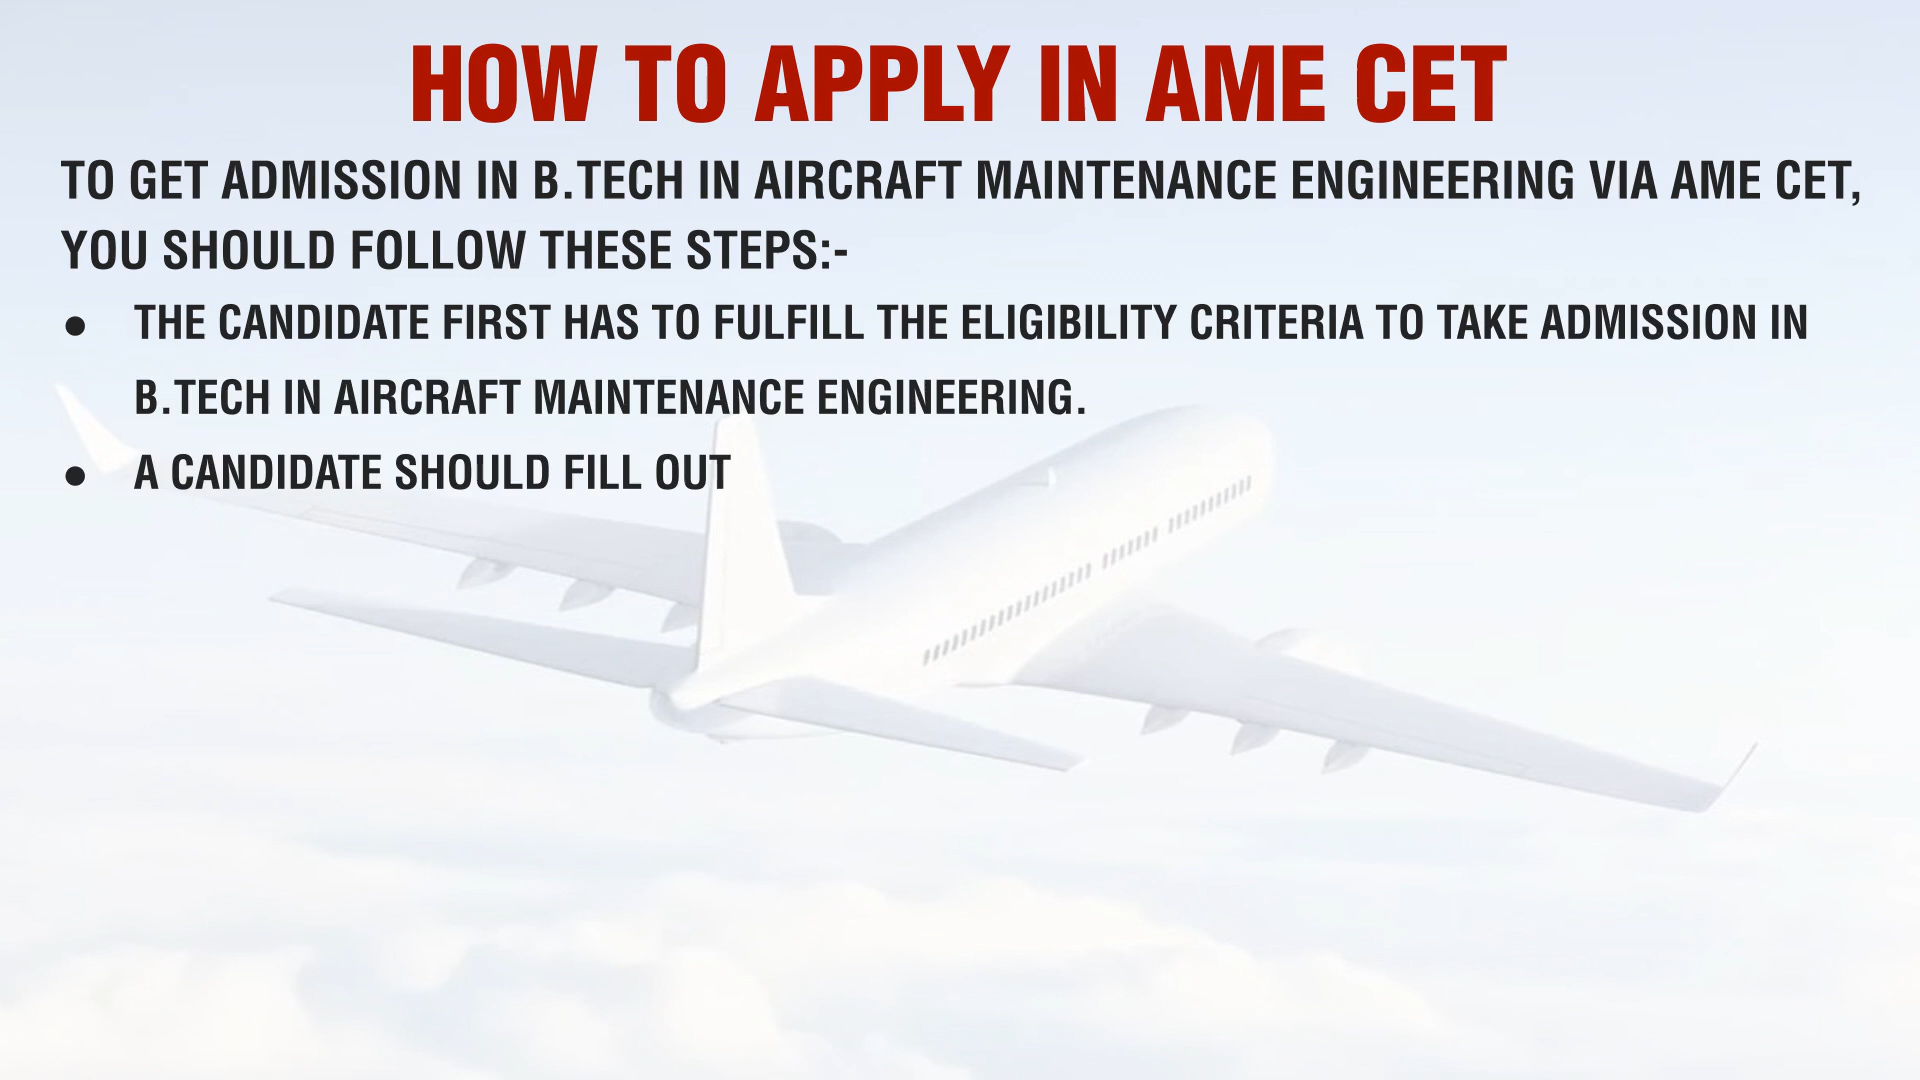 HOW TO APPLY IN AME CET
TO GET ADMISSION IN B.TECH IN AIRCRAFT MAINTENANCE ENGINEERING VIA AME CET,
YOU SHOULD FOLLOW THESE STEPS:-
● THE CANDIDATE FIRST HAS TO FULFILL THE ELIGIBILITY CRITERIA TO TAKE ADMISSION IN
B.TECH IN AIRCRAFT MAINTENANCE ENGINEERING.
● A CANDIDATE SHOULD FILL OUT